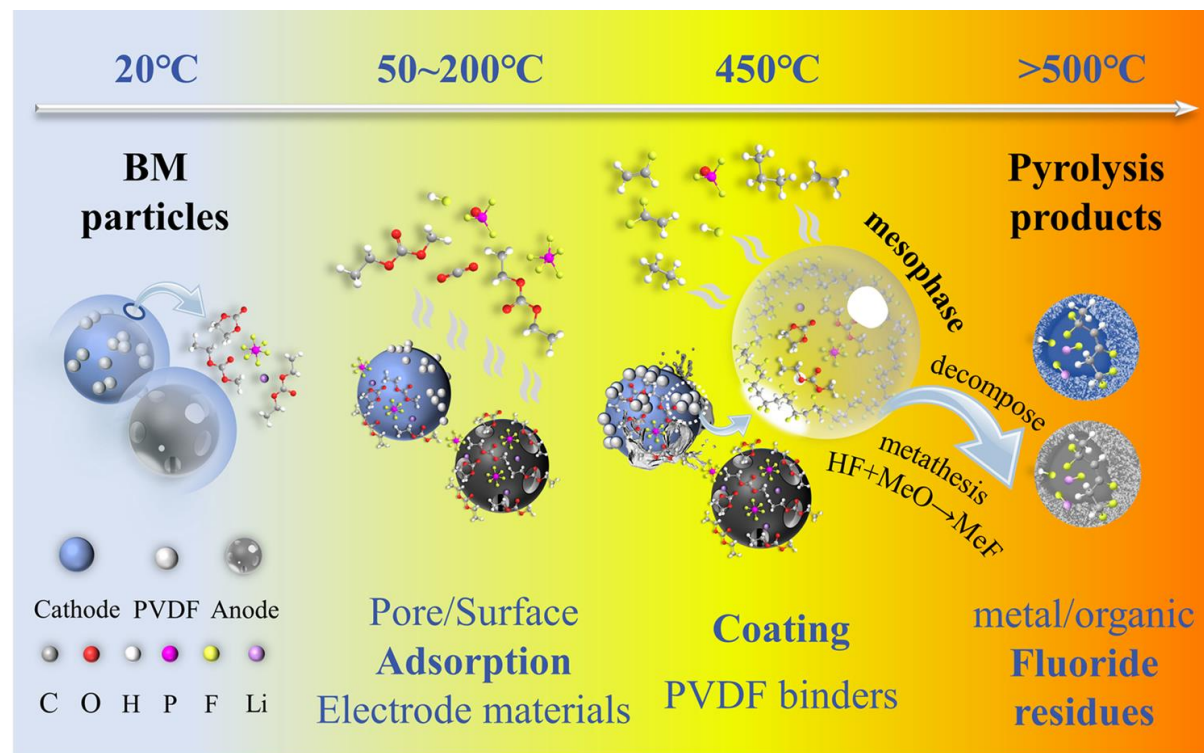 20℃
50~200℃
450℃
>500℃
BM
particles
mesophase
Pyrolysis
products
decompose
metathesis
HF+MeO→MeF
Cathode PVDF Anode
C O H P F Li
Pore/Surface
Adsorption
Electrode materials
Coating
PVDF binders
metal/organic
Fluoride
residues